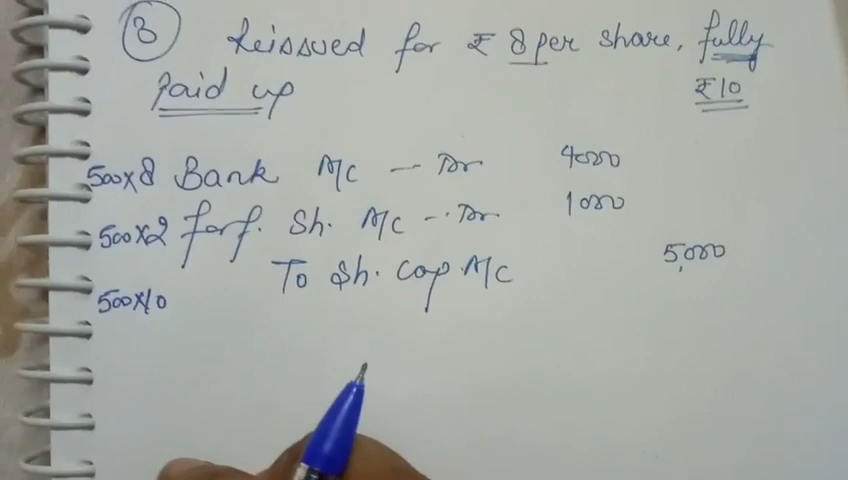 3 Reissued for ₹ 8 per share, fully
paid up ₹10
500×8 Bank A/c -- Dr 4000
500×2 forf. Sh. A/c -- Dr. 1000
To Sh. Cap. A/c 5,000
500×10